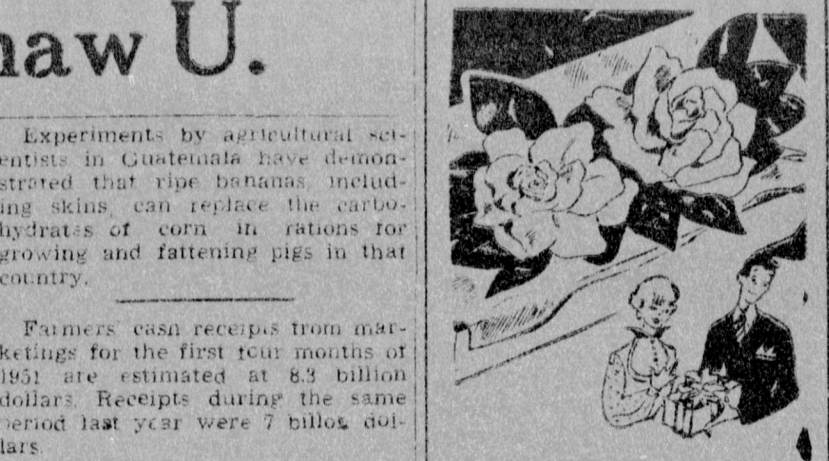 haw U.
Experiments by agricultural sci-
entists in Guatemala have demon-
strated that ripe bananas, includ-
ing skins, can replace the carbo-
hydrates of corn in rations for
growing and fattening pigs in that
country.
Farmers' cash receipts from mar-
ketings for the first four months of
1951 are estimated at 8.3 billion
dollars. Receipts during the same
period last year were 7 billos dol-
lars.